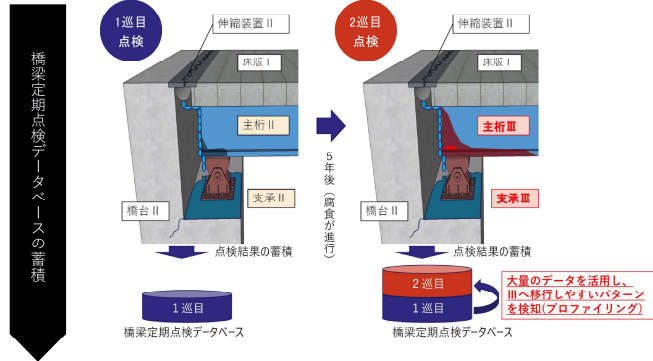 橋梁定期点検データベースの蓄積
1巡目
点検
伸縮装置Ⅱ
床版Ⅰ
主桁Ⅱ
支承Ⅱ
橋台Ⅱ
点検結果の蓄積
1巡目
橋梁定期点検データベース
5年後（腐食が進行）
2巡目
点検
伸縮装置Ⅱ
床版Ⅰ
主桁Ⅲ
支承Ⅲ
橋台Ⅱ
点検結果の蓄積
2巡目
1巡目
橋梁定期点検データベース
大量のデータを活用し、
Ⅲへ移行しやすいパターン
を検知(プロファイリング)